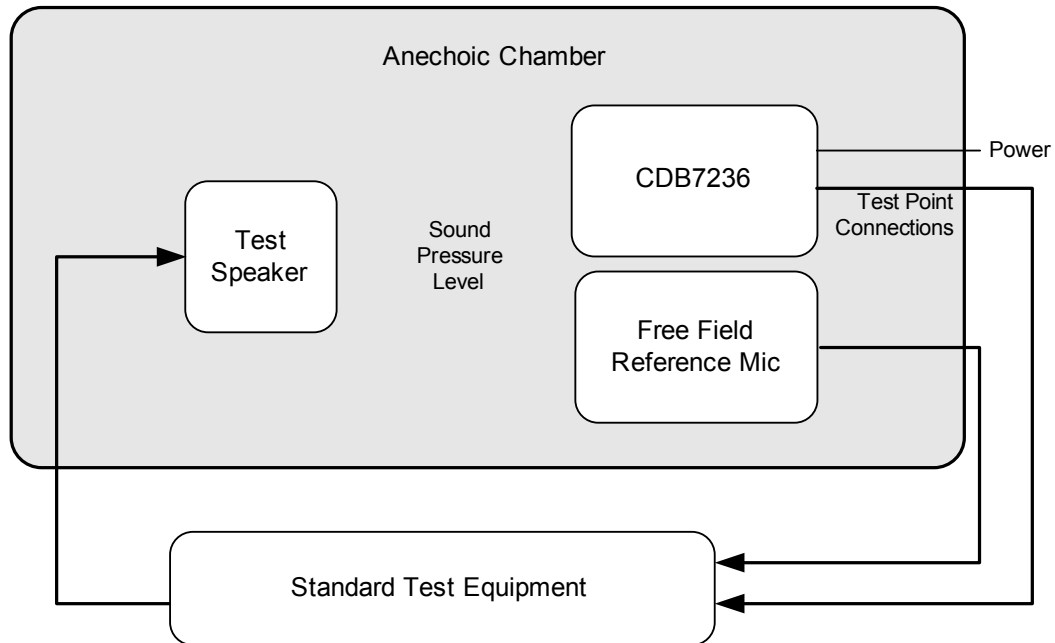 Anechoic Chamber
CDB7236
Power
Test Point
Connections
Test
Speaker
Sound
Pressure
Level
Free Field
Reference Mic
Standard Test Equipment